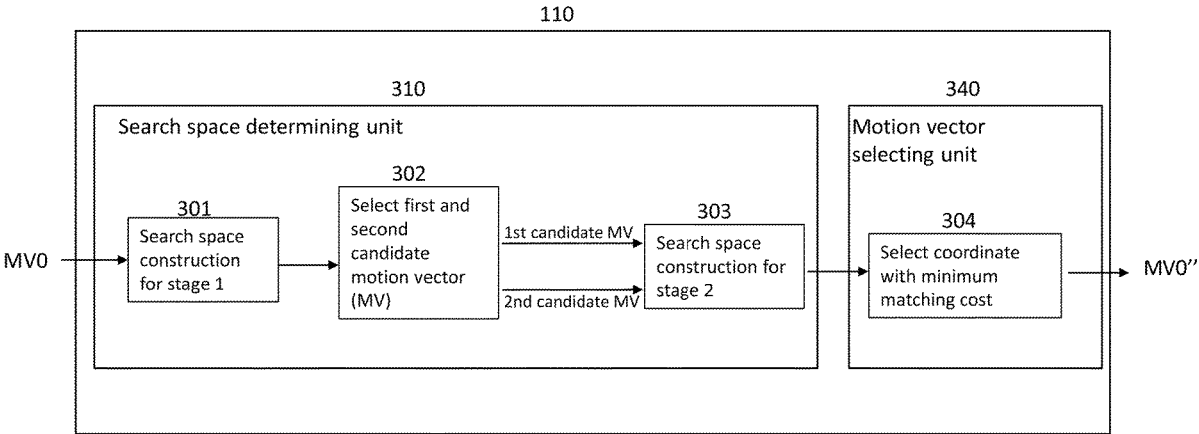 110
310
340
Search space determining unit
Motion vector
selecting unit
302
301
303
304
Select first and
second
candidate
motion vector
(MV)
1st candidate MV
2nd candidate MV
MV0
Search space
construction
for stage 1
Search space
construction for
stage 2
Select coordinate
with minimum
matching cost
MV0’’